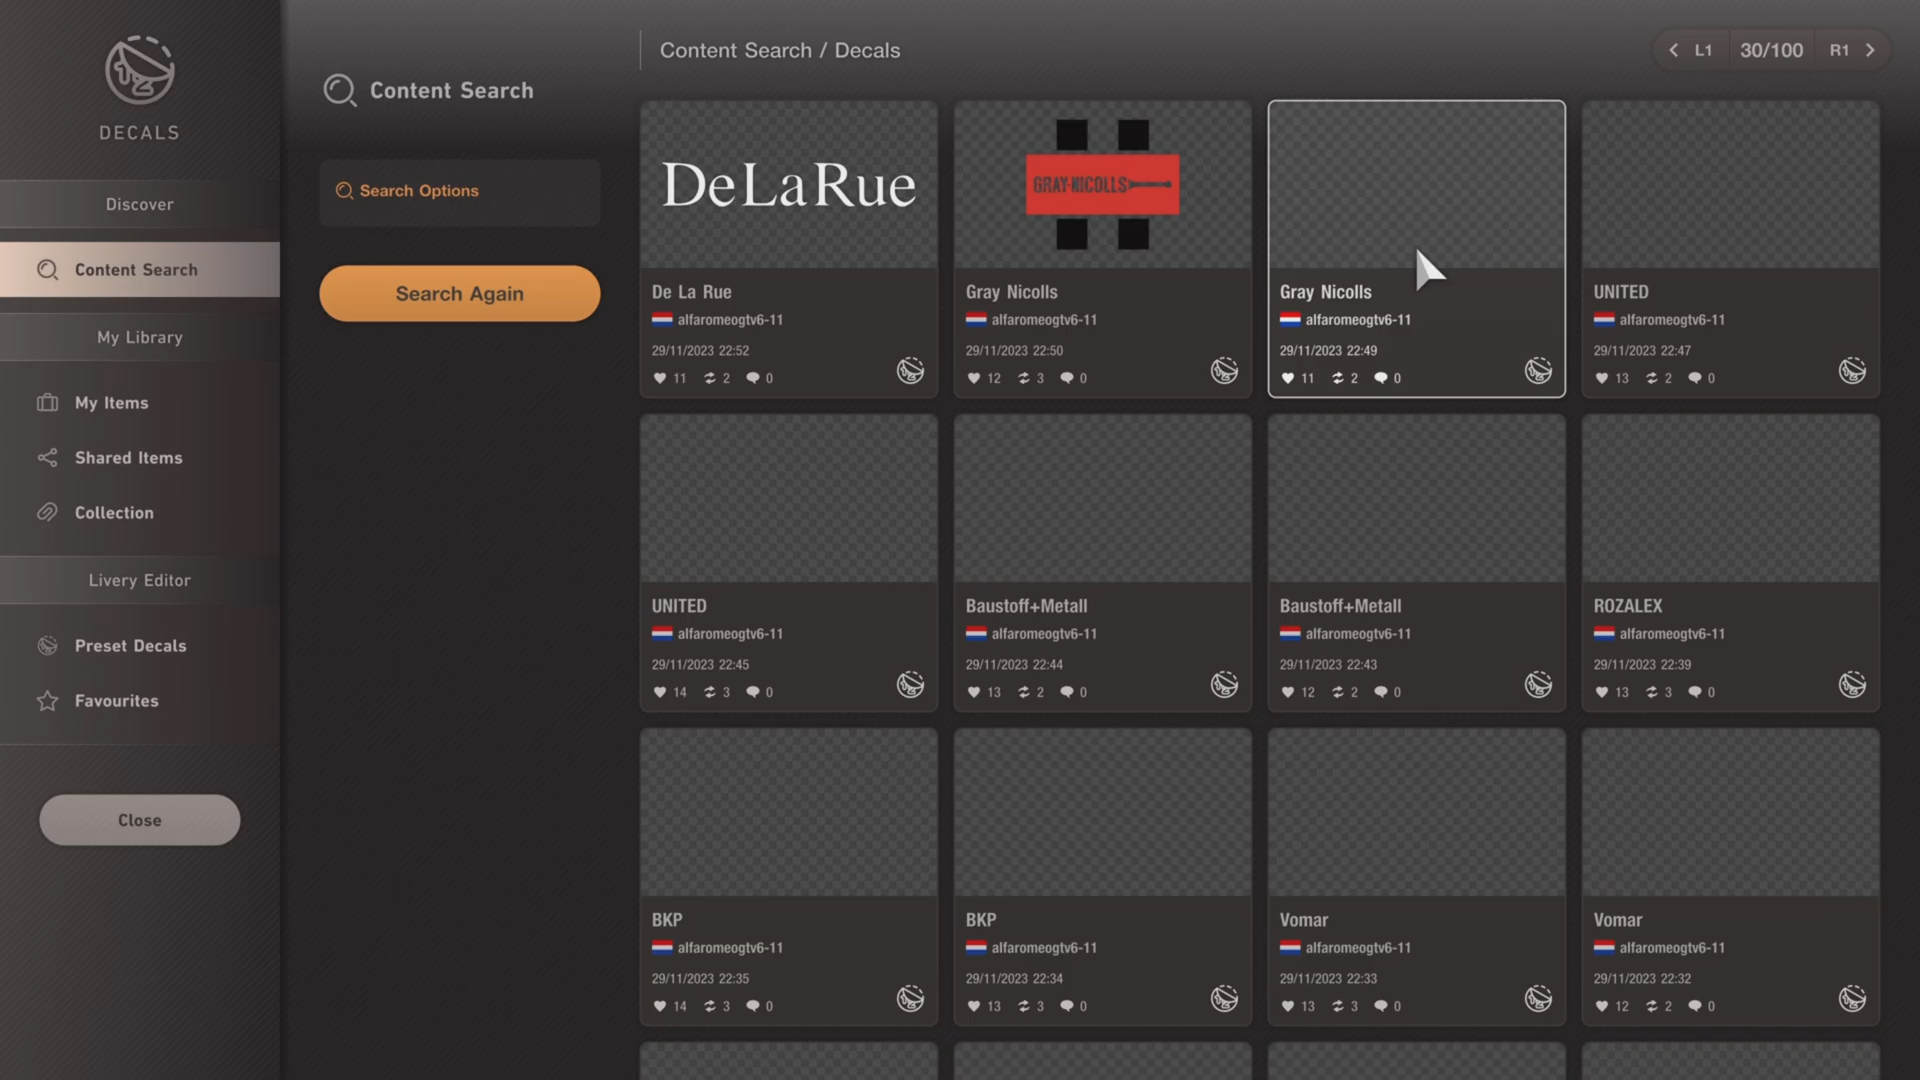 DECALS
Discover
Content Search
My Library
My Items
Shared Items
Collection
Livery Editor
Preset Decals
Favourites
Close
Content Search
Search Options
Search Again
Content Search / Decals
L1 30/100 R1
DeLaRue
De La Rue
alfaromeogtv6-11
29/11/2023 22:52
11 2 0
GRAY-NICOLLS
Gray Nicolls
alfaromeogtv6-11
29/11/2023 22:50
12 3 0
Gray Nicolls
alfaromeogtv6-11
29/11/2023 22:49
11 2 0
UNITED
alfaromeogtv6-11
29/11/2023 22:47
13 2 0
UNITED
alfaromeogtv6-11
29/11/2023 22:45
14 3 0
Baustoff+Metall
alfaromeogtv6-11
29/11/2023 22:44
13 2 0
Baustoff+Metall
alfaromeogtv6-11
29/11/2023 22:43
12 2 0
ROZALEX
alfaromeogtv6-11
29/11/2023 22:39
13 3 0
BKP
alfaromeogtv6-11
29/11/2023 22:35
14 3 0
BKP
alfaromeogtv6-11
29/11/2023 22:34
13 3 0
Vomar
alfaromeogtv6-11
29/11/2023 22:33
13 3 0
Vomar
alfaromeogtv6-11
29/11/2023 22:32
12 2 0